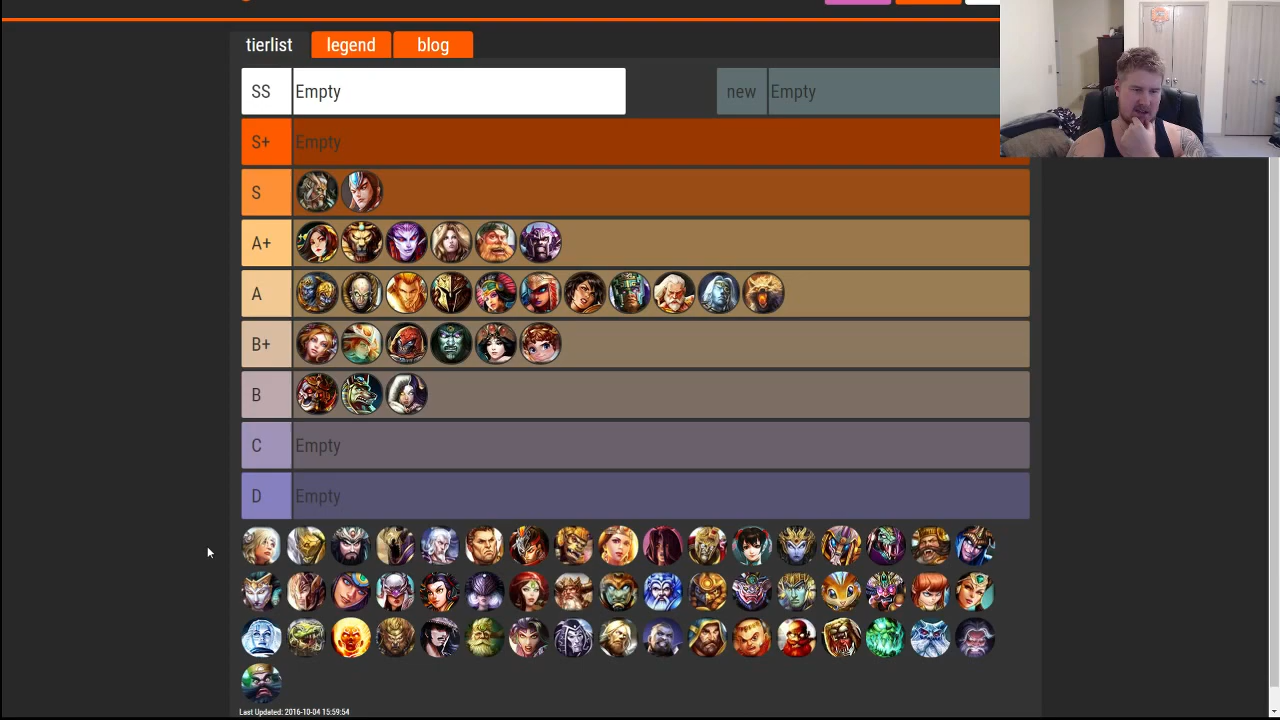 tierlist legend blog
SS Empty new Empty
S+ Empty
S
A+
A
B+
B
C Empty
D Empty
Last Updated: 2016-10-04 15:59:54